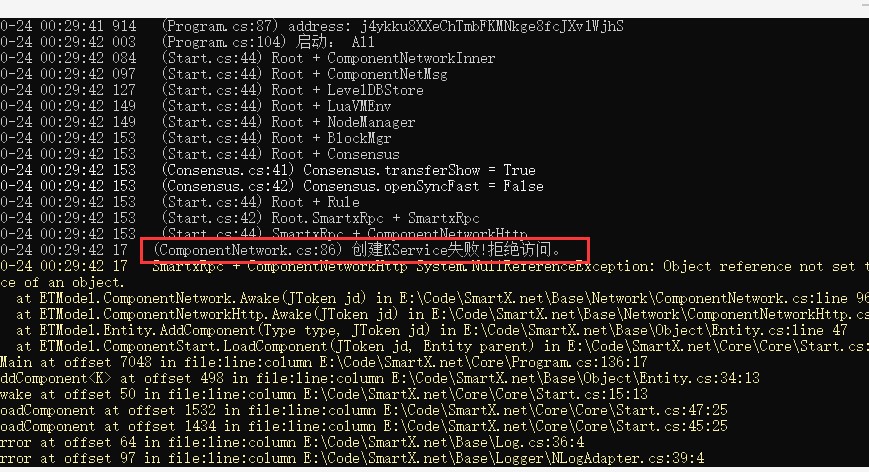 0-24 00:29:41 914 (Program.cs:87) address: j4ykku8XXeChTmbFKMNkge8fcJXv1WjhS
0-24 00:29:42 003 (Program.cs:104) 启动： All
0-24 00:29:42 084 (Start.cs:44) Root + ComponentNetworkInner
0-24 00:29:42 097 (Start.cs:44) Root + ComponentNetMsg
0-24 00:29:42 127 (Start.cs:44) Root + LevelDBStore
0-24 00:29:42 149 (Start.cs:44) Root + LuaVMEnv
0-24 00:29:42 149 (Start.cs:44) Root + NodeManager
0-24 00:29:42 153 (Start.cs:44) Root + BlockMgr
0-24 00:29:42 153 (Start.cs:44) Root + Consensus
0-24 00:29:42 153 (Consensus.cs:41) Consensus.transferShow = True
0-24 00:29:42 153 (Consensus.cs:42) Consensus.openSyncFast = False
0-24 00:29:42 153 (Start.cs:44) Root + Rule
0-24 00:29:42 153 (Start.cs:42) Root.SmartxRpc + SmartxRpc
0-24 00:29:42 153 (Start.cs:44) SmartxRpc + ComponentNetworkHttp
0-24 00:29:42 17 (ComponentNetwork.cs:86) 创建KService失败!拒绝访问。
0-24 00:29:42 17 SmartxRpc + ComponentNetworkHttp System.NullReferenceException: Object reference not set t
ce of an object.
at ETModel.ComponentNetwork.Awake(JToken jd) in E:\Code\SmartX.net\Base\Network\ComponentNetwork.cs:line 96
at ETModel.ComponentNetworkHttp.Awake(JToken jd) in E:\Code\SmartX.net\Base\Network\ComponentNetworkHttp.cs
at ETModel.Entity.AddComponent(Type type, JToken jd) in E:\Code\SmartX.net\Base\Object\Entity.cs:line 47
at ETModel.ComponentStart.LoadComponent(JToken jd, Entity parent) in E:\Code\SmartX.net\Core\Core\Start.cs:
Main at offset 7048 in file:line:column E:\Code\SmartX.net\Core\Program.cs:136:17
ddComponent<K> at offset 498 in file:line:column E:\Code\SmartX.net\Base\Object\Entity.cs:34:13
wake at offset 50 in file:line:column E:\Code\SmartX.net\Core\Core\Start.cs:15:13
oadComponent at offset 1532 in file:line:column E:\Code\SmartX.net\Core\Core\Start.cs:47:25
oadComponent at offset 1434 in file:line:column E:\Code\SmartX.net\Core\Core\Start.cs:45:25
rror at offset 64 in file:line:column E:\Code\SmartX.net\Base\Log.cs:36:4
rror at offset 97 in file:line:column E:\Code\SmartX.net\Base\Logger\NLogAdapter.cs:39:4